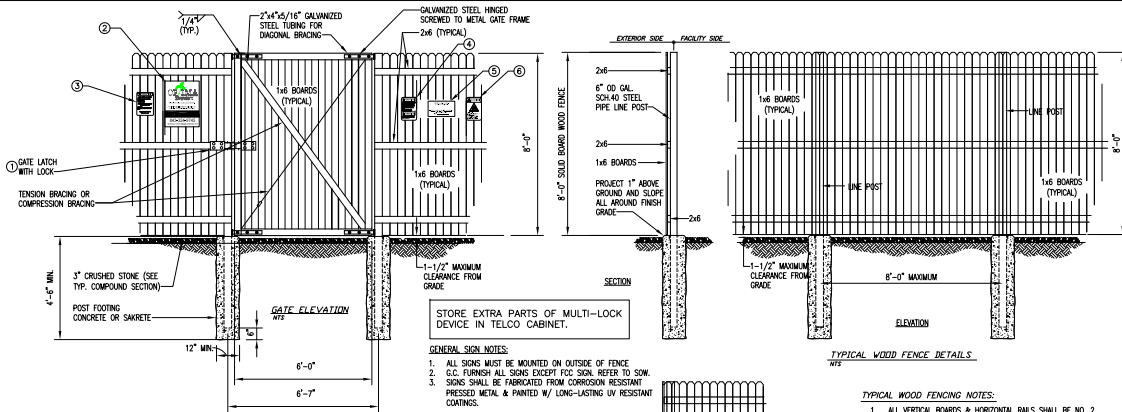 1/4"
(TYP.)
2"x4"x5/16" GALVANIZED
STEEL TUBING FOR
DIAGONAL BRACING
GALVANIZED STEEL HINGED
SCREWED TO METAL GATE FRAME
2x6 (TYPICAL)
2
3
4
5
6
1x6 BOARDS
(TYPICAL)
1 GATE LATCH
WITH LOCK
TENSION BRACING OR
COMPRESSION BRACING
1x6 BOARDS
(TYPICAL)
8'-0"
4'-6" MIN.
3" CRUSHED STONE (SEE
TYP. COMPOUND SECTION)
POST FOOTING
CONCRETE OR SAKRETE
12" MIN.
6"
GATE ELEVATION
NTS
6'-0"
6'-7"
1-1/2" MAXIMUM
CLEARANCE FROM
GRADE
STORE EXTRA PARTS OF MULTI-LOCK
DEVICE IN TELCO CABINET.
GENERAL SIGN NOTES:
1. ALL SIGNS MUST BE MOUNTED ON OUTSIDE OF FENCE
2. G.C. FURNISH ALL SIGNS EXCEPT FCC SIGN. REFER TO SOW.
3. SIGNS SHALL BE FABRICATED FROM CORROSION RESISTANT
PRESSED METAL & PAINTED W/ LONG-LASTING UV RESISTANT
COATINGS.
EXTERIOR SIDE
FACILITY SIDE
8'-0" SOLID BOARD WOOD FENCE
2x6
6" OD GAL.
SCH.40 STEEL
PIPE LINE POST
2x6
1x6 BOARDS
PROJECT 1" ABOVE
GROUND AND SLOPE
ALL AROUND FINISH
GRADE
2x6
SECTION
1x6 BOARDS
(TYPICAL)
LINE POST
LINE POST
1x6 BOARDS
(TYPICAL)
8'-0"
1-1/2" MAXIMUM
CLEARANCE FROM
GRADE
8'-0" MAXIMUM
ELEVATION
TYPICAL WOOD FENCE DETAILS
NTS
TYPICAL WOOD FENCING NOTES:
1. ALL VERTICAL BOARDS & HORIZONTAL RAILS SHALL BE NO. 2